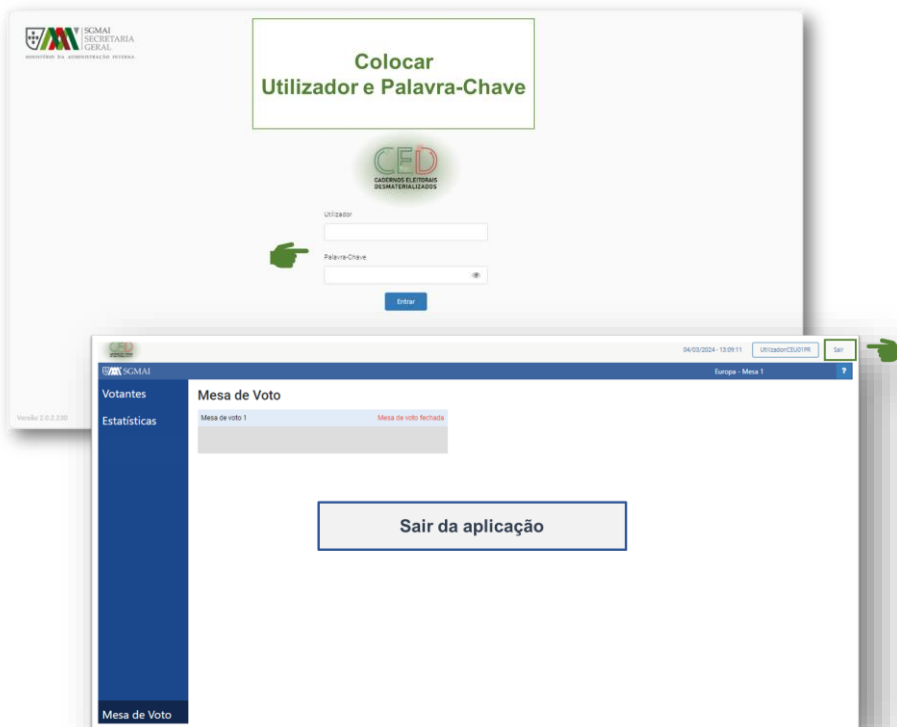 SGMAI
SECRETARIA
GERAL
MINISTÉRIO DA ADMINISTRAÇÃO INTERNA
Colocar
Utilizador e Palavra-Chave
CED
CADERNOS ELEITORAIS
DESMATERIALIZADOS
Utilizador
Palavra-Chave
Entrar
Versão 2.0.2.230
CED
04/03/2024 - 13:09:11 UtilizadorCEU01PR Sair
SGMAI Europa - Mesa 1 ?
Votantes
Estatísticas
Mesa de Voto
Mesa de voto 1 Mesa de voto fechada
Sair da aplicação
Mesa de Voto